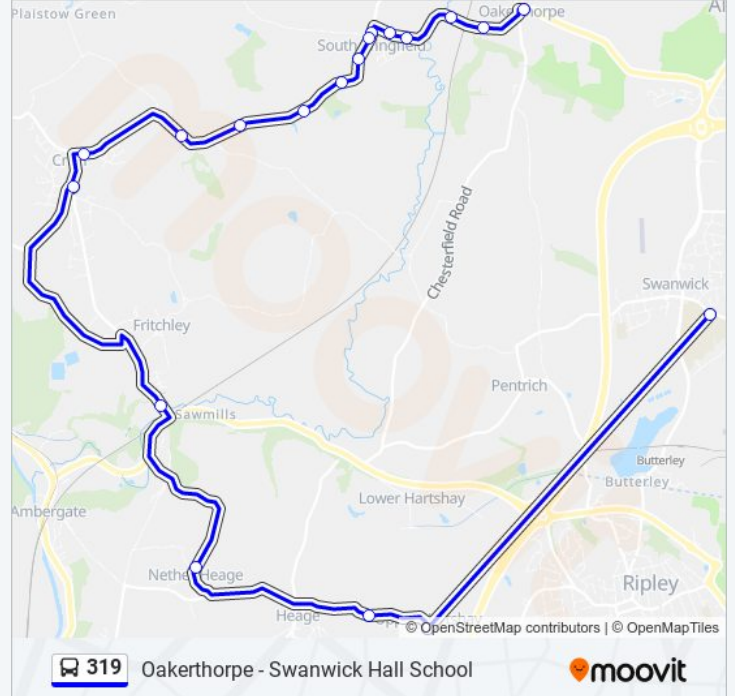 Plaistow Green
Oakerthorpe
South Wingfield
Crich
Chesterfield Road
Swanwick
Fritchley
Pentrich
Sawmills
Butterley
Butterley
Lower Hartshay
Ambergate
Nether Heage
Ripley
Heage
© OpenStreetMap contributors | © OpenMapTiles
319 Oakerthorpe - Swanwick Hall School
moovit